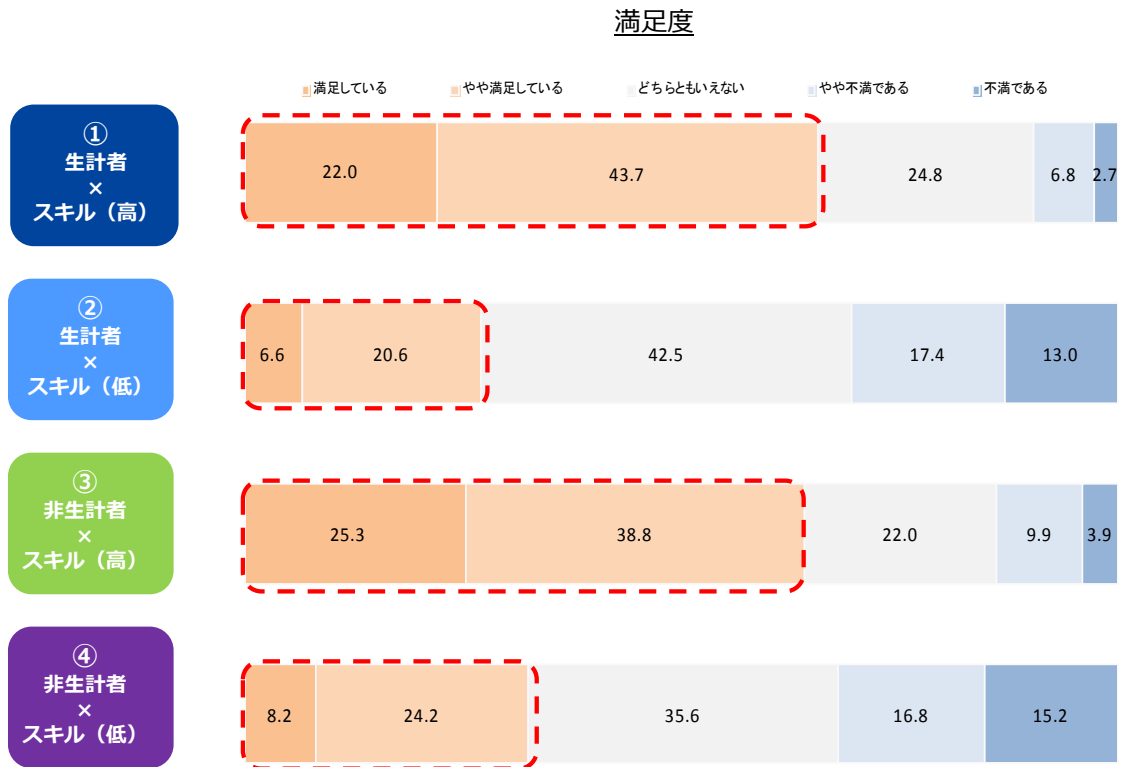 満足度
満足している やや満足している どちらともいえない やや不満である 不満である
①
生計者
×
スキル（高）
22.0 43.7 24.8 6.8 2.7
②
生計者
×
スキル（低）
6.6 20.6 42.5 17.4 13.0
③
非生計者
×
スキル（高）
25.3 38.8 22.0 9.9 3.9
④
非生計者
×
スキル（低）
8.2 24.2 35.6 16.8 15.2